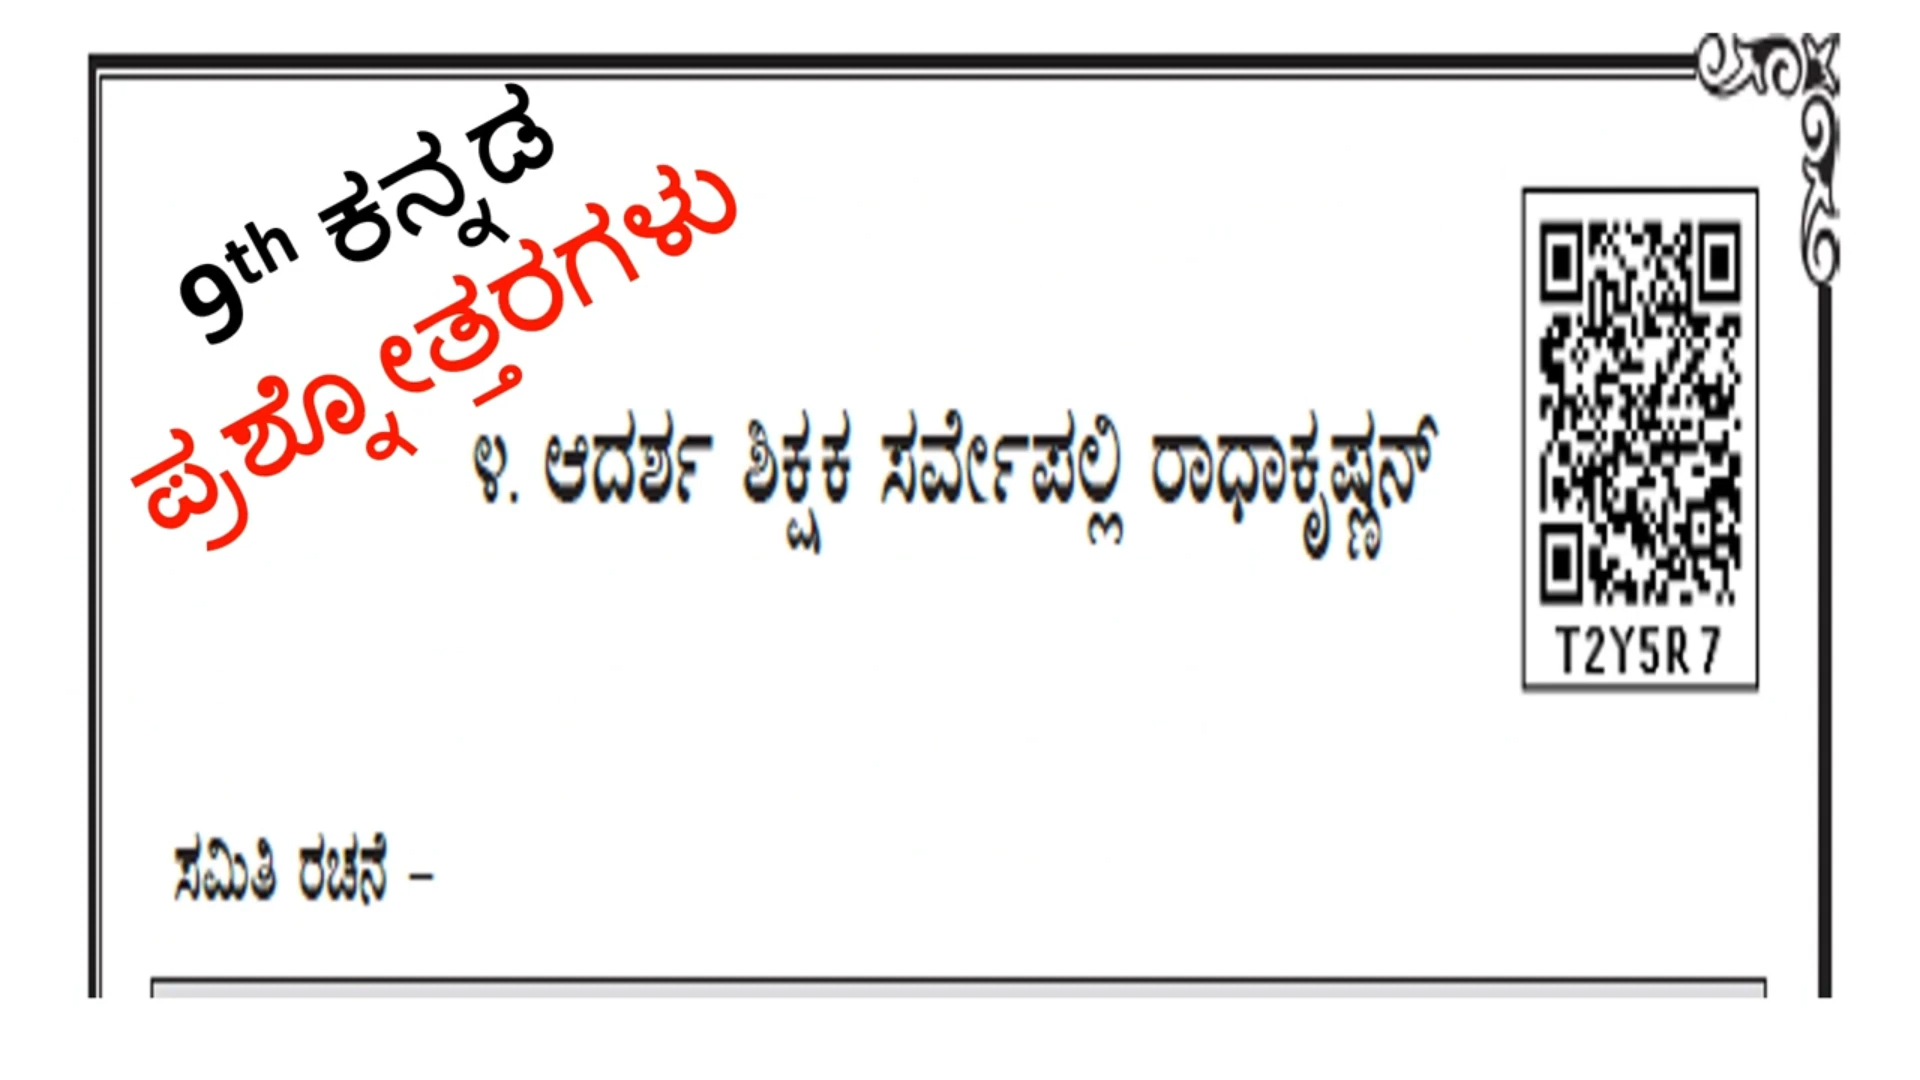 9th ಕನ್ನಡ
ಪ್ರಶ್ನೋತ್ತರಗಳು
೪. ಆದರ್ಶ ಶಿಕ್ಷಕ ಸರ್ವೇಪಲ್ಲಿ ರಾಧಾಕೃಷ್ಣನ್
T2Y5R7
ಸಮಿತಿ ರಚನೆ –